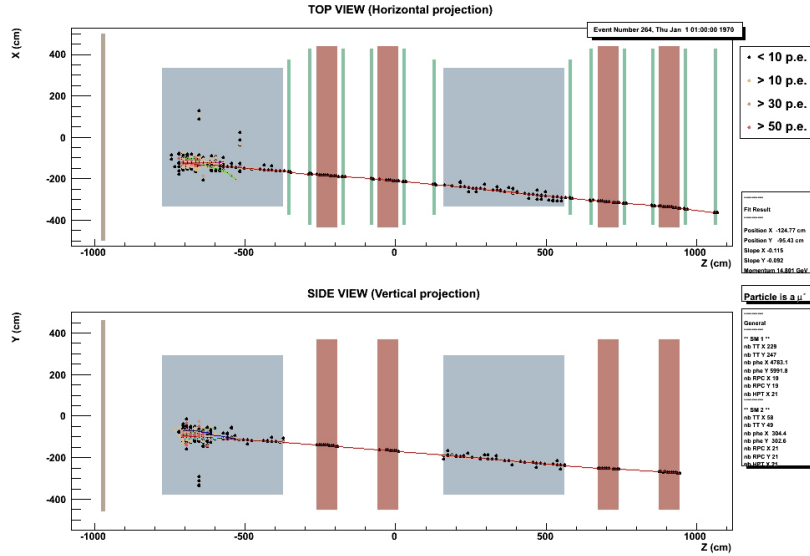 TOP VIEW (Horizontal projection)
Event Number 264, Thu Jan 1 01:00:00 1970
X (cm)
400
200
0
-200
-400
-1000
-500
0
500
1000
Z (cm)
< 10 p.e.
> 10 p.e.
> 30 p.e.
> 50 p.e.
**********
Fit Result
**********
Position X -124.77 cm
Position Y -95.43 cm
Slope X -0.115
Slope Y -0.092
Momentum 14.801 GeV
SIDE VIEW (Vertical projection)
Y (cm)
400
200
0
-200
-400
-1000
-500
0
500
1000
Z (cm)
Particle is a μ-
**********
General
**********
** SM 1 **
nb TT X 229
nb TT Y 247
nb phe X 4783.1
nb phe Y 5991.8
nb RPC X 19
nb RPC Y 19
nb HPT X 21
**********
** SM 2 **
nb TT X 58
nb TT Y 49
nb phe X 304.4
nb phe Y 302.6
nb RPC X 21
nb RPC Y 21
nb HPT X 21